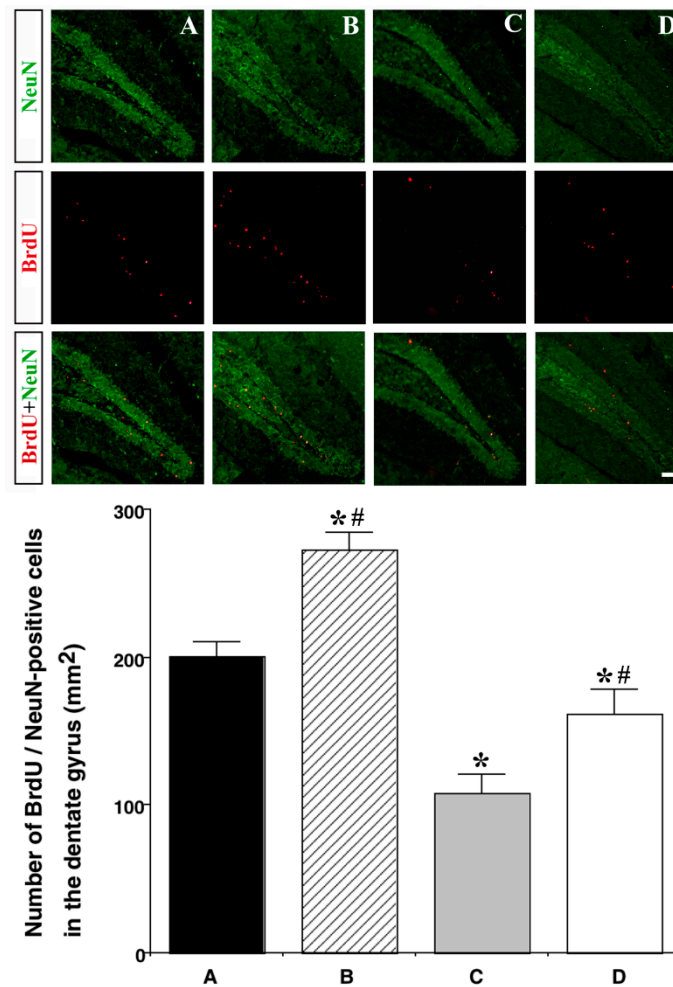 A B C D
NeuN
BrdU
BrdU+NeuN
Number of BrdU / NeuN-positive cells
in the dentate gyrus (mm²)
300
200
100
0
*#
*
*#
A B C D